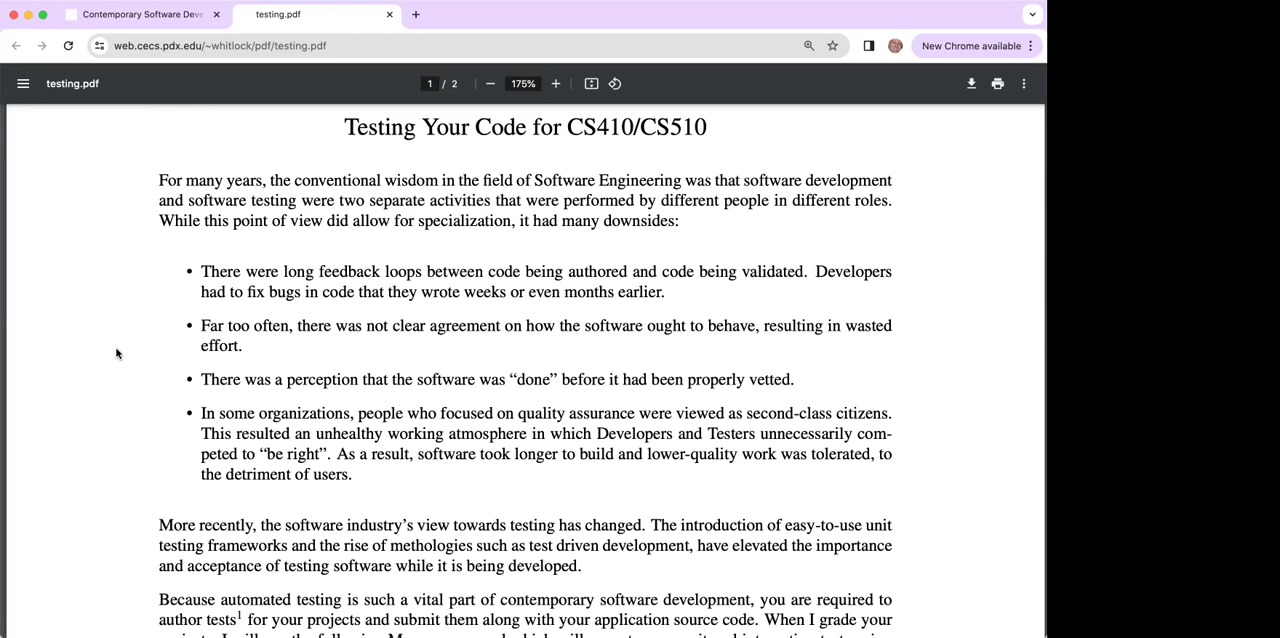 Contemporary Software Deve
testing.pdf
web.cecs.pdx.edu/~whitlock/pdf/testing.pdf
New Chrome available
testing.pdf
1 / 2
175%
Testing Your Code for CS410/CS510
For many years, the conventional wisdom in the field of Software Engineering was that software development
and software testing were two separate activities that were performed by different people in different roles.
While this point of view did allow for specialization, it had many downsides:
• There were long feedback loops between code being authored and code being validated. Developers
had to fix bugs in code that they wrote weeks or even months earlier.
• Far too often, there was not clear agreement on how the software ought to behave, resulting in wasted
effort.
• There was a perception that the software was “done” before it had been properly vetted.
• In some organizations, people who focused on quality assurance were viewed as second-class citizens.
This resulted an unhealthy working atmosphere in which Developers and Testers unnecessarily com-
peted to “be right”. As a result, software took longer to build and lower-quality work was tolerated, to
the detriment of users.
More recently, the software industry’s view towards testing has changed. The introduction of easy-to-use unit
testing frameworks and the rise of methologies such as test driven development, have elevated the importance
and acceptance of testing software while it is being developed.
Because automated testing is such a vital part of contemporary software development, you are required to
author tests1 for your projects and submit them along with your application source code. When I grade your